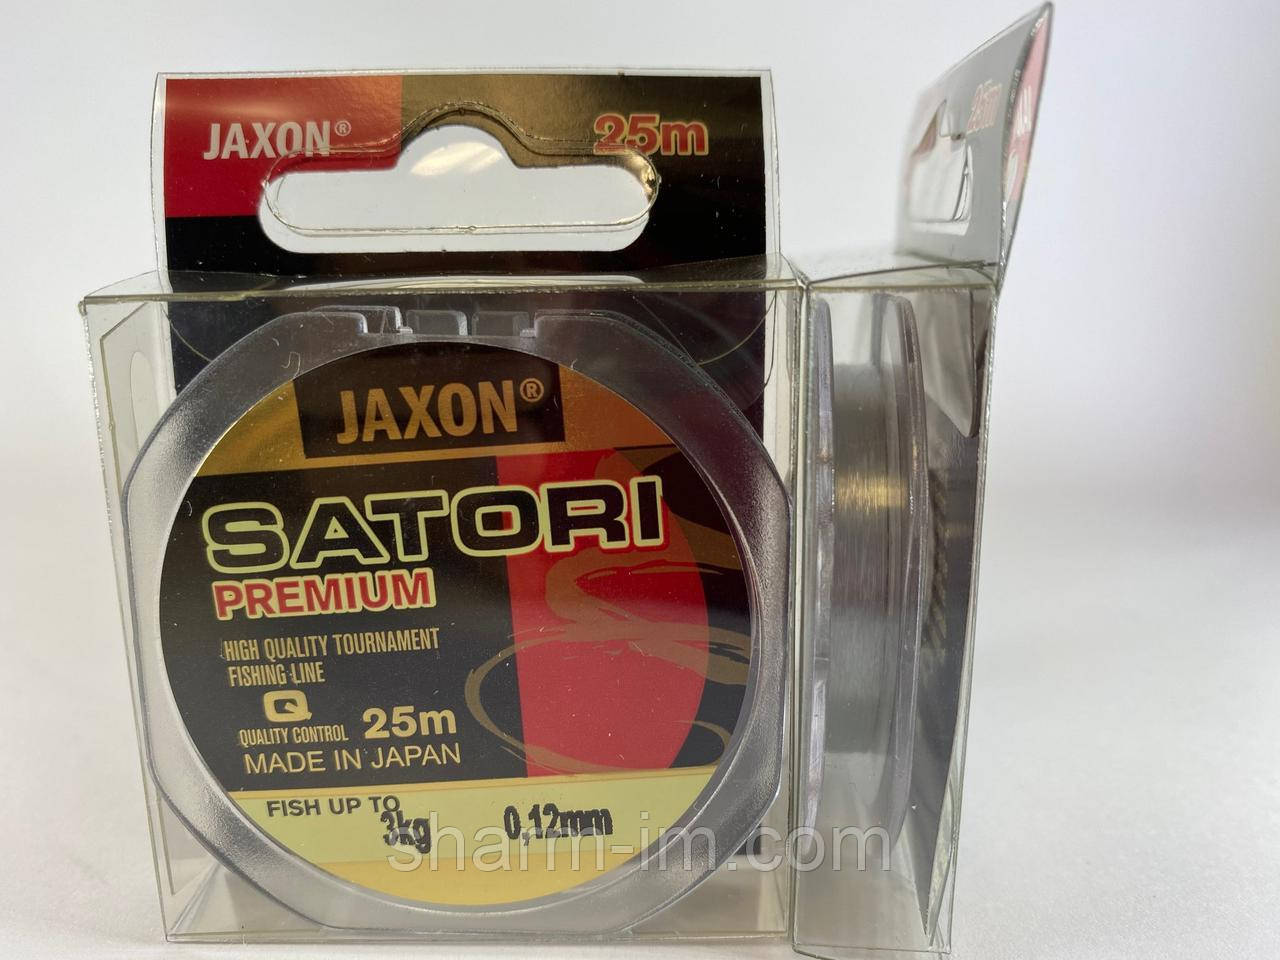 JAXON® 25m
25m
JAXON®
SATORI
PREMIUM
HIGH QUALITY TOURNAMENT
FISHING LINE
Q
QUALITY CONTROL 25m
MADE IN JAPAN
FISH UP TO
3kg 0,12mm
sharm-im.com